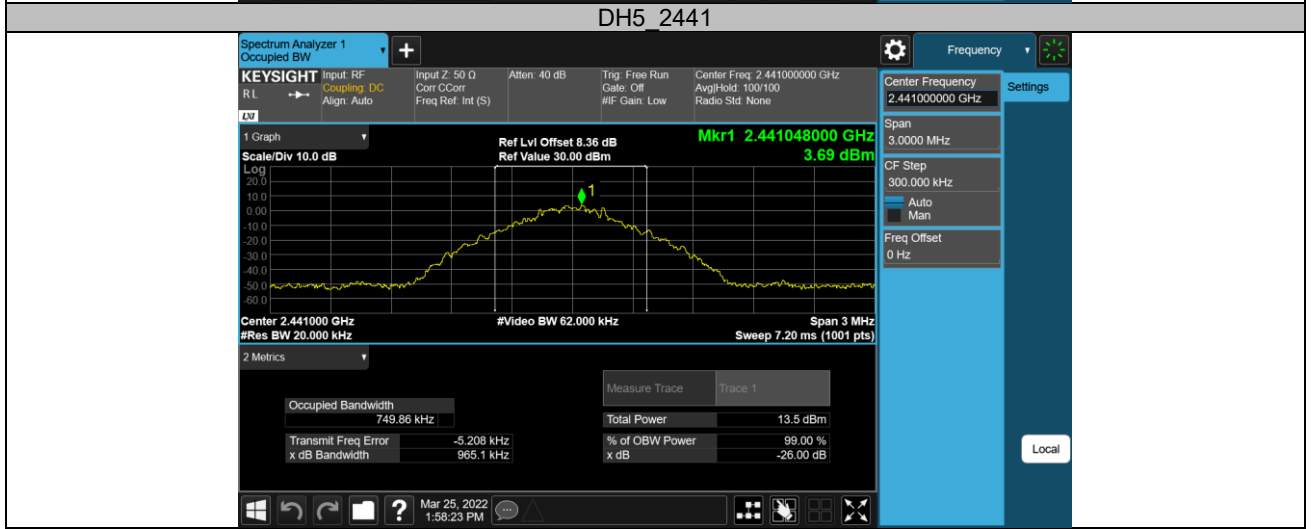 DH5_2441
Spectrum Analyzer 1
Occupied BW
Frequency
KEYSIGHT Input: RF Input Z: 50 Ω Atten: 40 dB Trig: Free Run Center Freq: 2.441000000 GHz
RL Coupling: DC Corr CCorr Gate: Off Avg|Hold: 100/100
Align: Auto Freq Ref: Int (S) #IF Gain: Low Radio Std: None
LXI
Center Frequency
2.441000000 GHz
Settings
Span
3.0000 MHz
CF Step
300.000 kHz
Auto
Man
Freq Offset
0 Hz
1 Graph
Ref Lvl Offset 8.36 dB
Mkr1 2.441048000 GHz
Scale/Div 10.0 dB
Ref Value 30.00 dBm
3.69 dBm
Log
20.0
1
10.0
0.00
-10.0
-20.0
-30.0
-40.0
-50.0
-60.0
Center 2.441000 GHz #Video BW 62.000 kHz Span 3 MHz
#Res BW 20.000 kHz Sweep 7.20 ms (1001 pts)
2 Metrics
Measure Trace Trace 1
Occupied Bandwidth
749.86 kHz
Total Power 13.5 dBm
Transmit Freq Error -5.208 kHz % of OBW Power 99.00 %
x dB Bandwidth 965.1 kHz x dB -26.00 dB
Local
Mar 25, 2022
1:58:23 PM